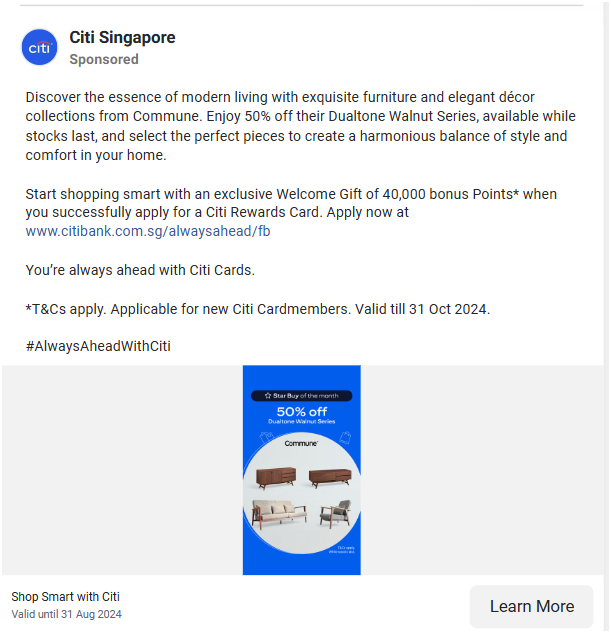 citi
Citi Singapore
Sponsored
Discover the essence of modern living with exquisite furniture and elegant décor
collections from Commune. Enjoy 50% off their Dualtone Walnut Series, available while
stocks last, and select the perfect pieces to create a harmonious balance of style and
comfort in your home.
Start shopping smart with an exclusive Welcome Gift of 40,000 bonus Points* when
you successfully apply for a Citi Rewards Card. Apply now at
www.citibank.com.sg/alwaysahead/fb
You’re always ahead with Citi Cards.
*T&Cs apply. Applicable for new Citi Cardmembers. Valid till 31 Oct 2024.
#AlwaysAheadWithCiti
Star Buy of the month
50% off
Dualtone Walnut Series
Commune
T&Cs apply.
Shop Smart with Citi
Valid until 31 Aug 2024
Learn More